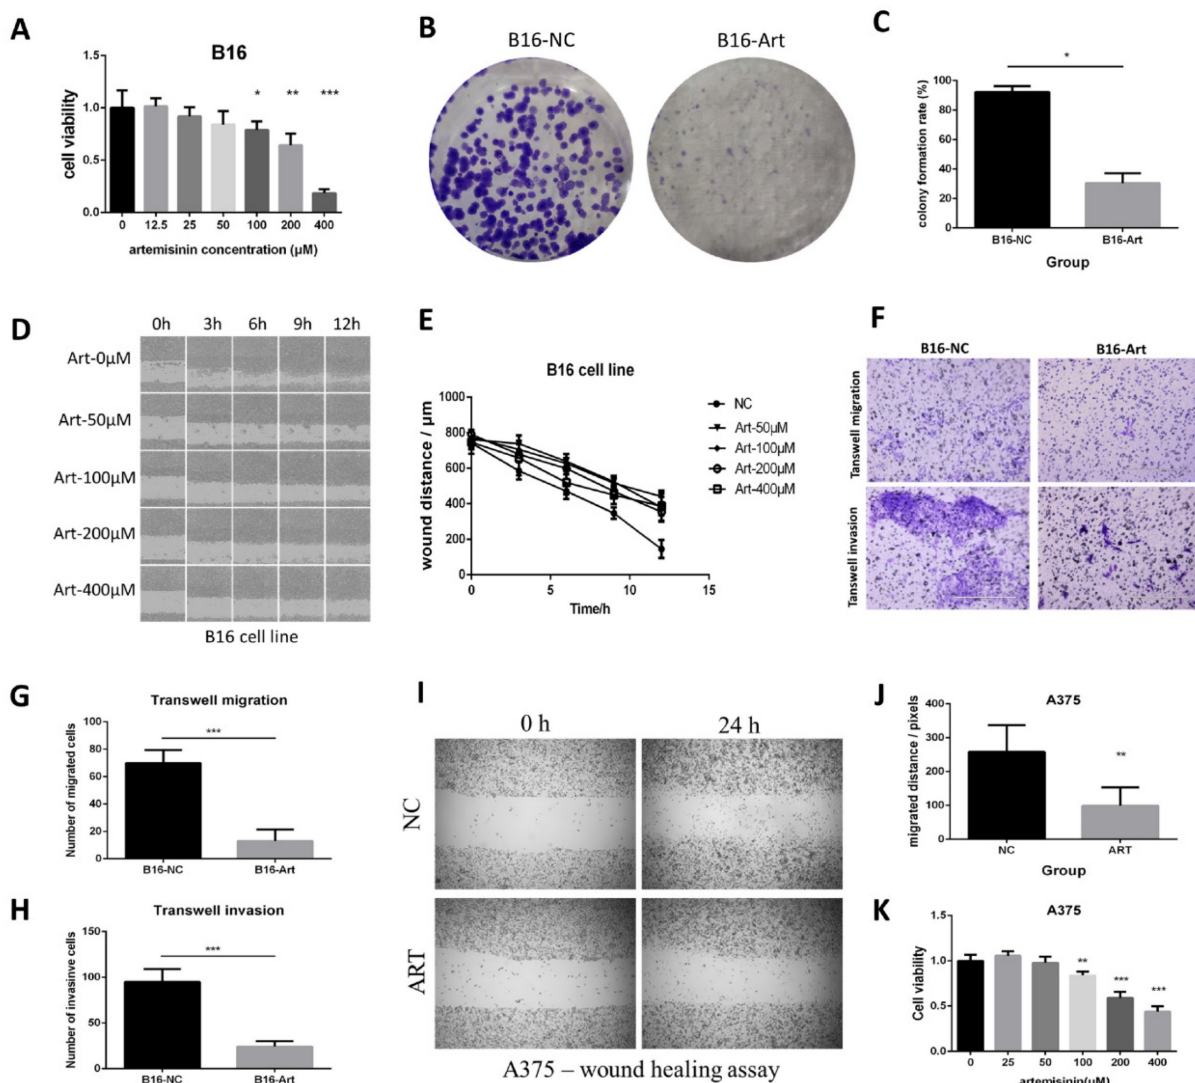 A
B16
cell viability
1.5
1.0
0.5
0.0
* ** ***
0 12.5 25 50 100 200 400
artemisinin concentration (µM)
B
B16-NC B16-Art
C
colony formation rate (%)
100
80
60
40
20
0
*
B16-NC B16-Art
Group
D
0h 3h 6h 9h 12h
Art-0µM
Art-50µM
Art-100µM
Art-200µM
Art-400µM
B16 cell line
E
B16 cell line
wound distance / µm
1000
800
600
400
200
0
0 5 10 15
Time/h
NC
Art-50µM
Art-100µM
Art-200µM
Art-400µM
F
B16-NC B16-Art
Tanswell migration
Tanswell invasion
G
Transwell migration
Number of migrated cells
100
80
60
40
20
0
***
B16-NC B16-Art
H
Transwell invasion
Number of invasinve cells
150
100
50
0
***
B16-NC B16-Art
I
0 h 24 h
NC
ART
A375 – wound healing assay
J
A375
migrated distance / pixels
400
300
200
100
0
**
NC ART
Group
K
A375
Cell viability
1.5
1.0
0.5
0.0
** *** ***
0 25 50 100 200 400
artemisinin(µM)